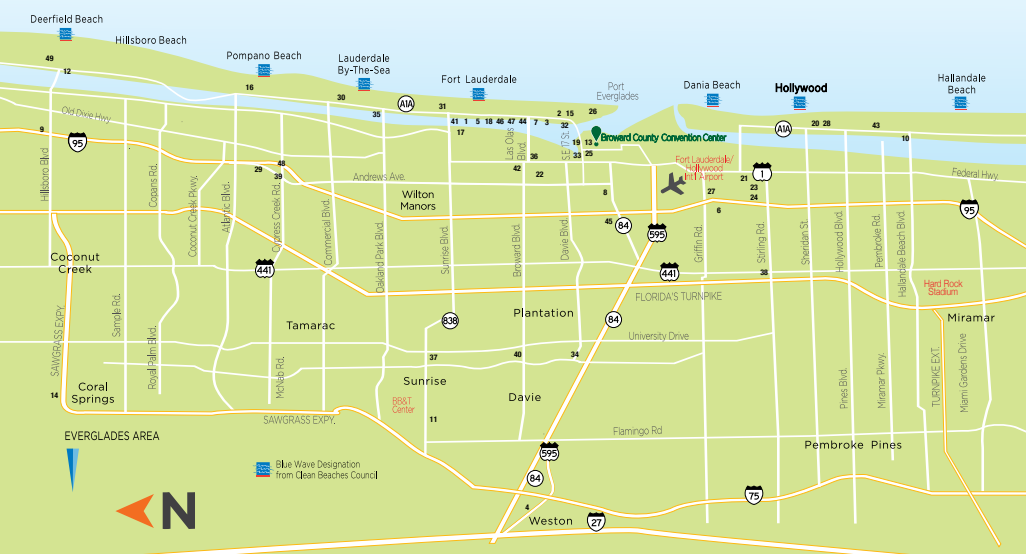 Deerfield Beach
Hillsboro Beach
Pompano Beach
Lauderdale
By-The-Sea
Fort Lauderdale
Port
Everglades
Dania Beach
Hollywood
Hallandale
Beach
49
12
16
30
A1A
31
2
15
26
35
41
1
5
18
46
47
44
7
3
32
17
19
13
33
25
Broward County Convention Center
A1A
20
28
43
10
Old Dixie Hwy
9
95
29
48
39
Andrews Ave.
36
42
22
8
Fort Lauderdale/
Hollywood
Int'l Airport
27
6
21
1
23
24
Federal Hwy.
95
Hillsboro Blvd
Copans Rd.
Coconut Creek Pkwy.
Atlantic Blvd.
Cypress Creek Rd.
Commercial Blvd.
Oakland Park Blvd.
Wilton
Manors
Sunrise Blvd.
Las Olas
Blvd.
Broward Blvd.
S.E 17 St.
Davie Blvd.
45
84
595
Griffin Rd.
Stirling Rd.
Sheridan St.
Hollywood Blvd.
Pembroke Rd.
Hallandale Beach Blvd.
Coconut
Creek
441
441
38
FLORIDA'S TURNPIKE
Hard Rock
Stadium
Miramar
SAWGRASS EXPY
Sample Rd.
Royal Palm Blvd.
McNab Rd.
Tamarac
838
Plantation
84
University Drive
37
40
34
Sunrise
Davie
Coral
Springs
14
BB&T
Center
11
SAWGRASS EXPY.
Flamingo Rd
Pines Blvd.
Miramar Pkwy.
TURNPIKE EXT.
Miami Gardens Drive
Pembroke Pines
EVERGLADES AREA
Blue Wave Designation
from Clean Beaches Council
595
84
75
4
Weston
27
N